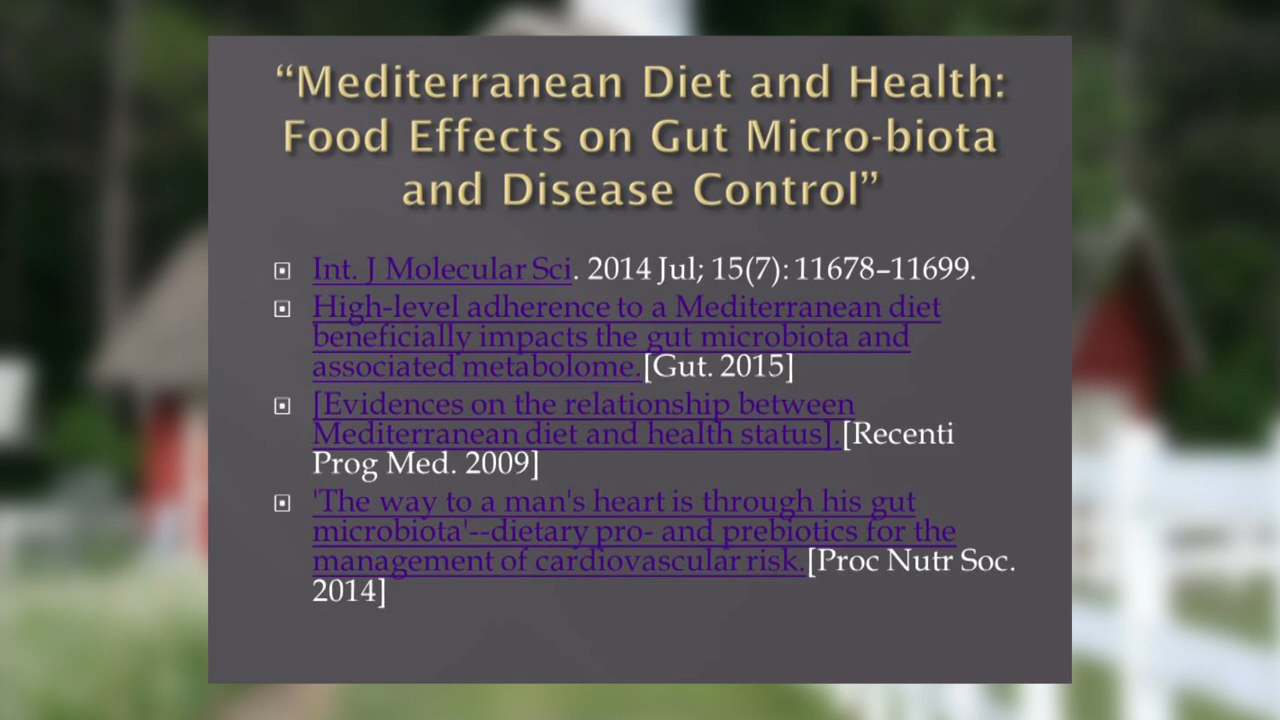 “Mediterranean Diet and Health:
Food Effects on Gut Micro-biota
and Disease Control”
Int. J Molecular Sci. 2014 Jul; 15(7): 11678–11699.
High-level adherence to a Mediterranean diet
beneficially impacts the gut microbiota and
associated metabolome.[Gut. 2015]
[Evidences on the relationship between
Mediterranean diet and health status].[Recenti
Prog Med. 2009]
'The way to a man's heart is through his gut
microbiota'--dietary pro- and prebiotics for the
management of cardiovascular risk.[Proc Nutr Soc.
2014]